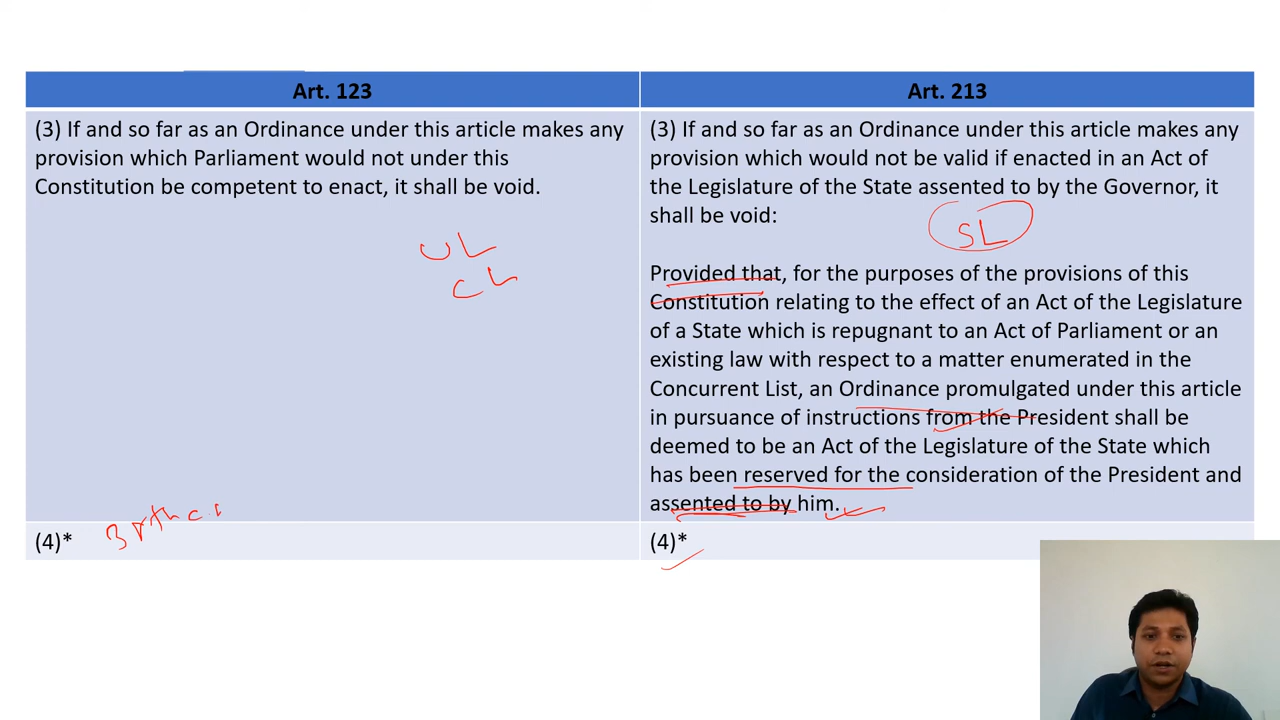 Art. 123
(3) If and so far as an Ordinance under this article makes any
provision which Parliament would not under this
Constitution be competent to enact, it shall be void.
UL
CL
(4)*
Art. 213
(3) If and so far as an Ordinance under this article makes any
provision which would not be valid if enacted in an Act of
the Legislature of the State assented to by the Governor, it
shall be void:
SL
Provided that, for the purposes of the provisions of this
Constitution relating to the effect of an Act of the Legislature
of a State which is repugnant to an Act of Parliament or an
existing law with respect to a matter enumerated in the
Concurrent List, an Ordinance promulgated under this article
in pursuance of instructions from the President shall be
deemed to be an Act of the Legislature of the State which
has been reserved for the consideration of the President and
assented to by him.
(4)*